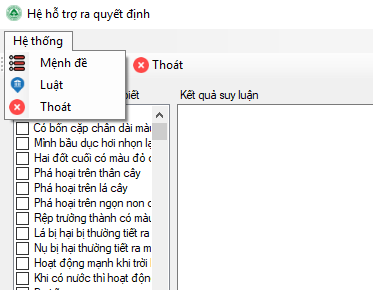 Hệ hỗ trợ ra quyết định
Hệ thống
Mệnh đề
Luật
Thoát
Thoát
biết
Kết quả suy luận
Có bốn cặp chân dài màu
Mình bầu dục hơi nhọn lạ
Hai đốt cuối có màu đỏ c
Phá hoại trên thân cây
Phá hoại trên lá cây
Phá hoại trên ngọn non c
Rệp trưởng thành có màu
Lá bị hại bị thường tiết ra
Nụ bị hại thường tiết ra m
Hoạt động mạnh khi trời l
Khi có nước thì hoạt độn